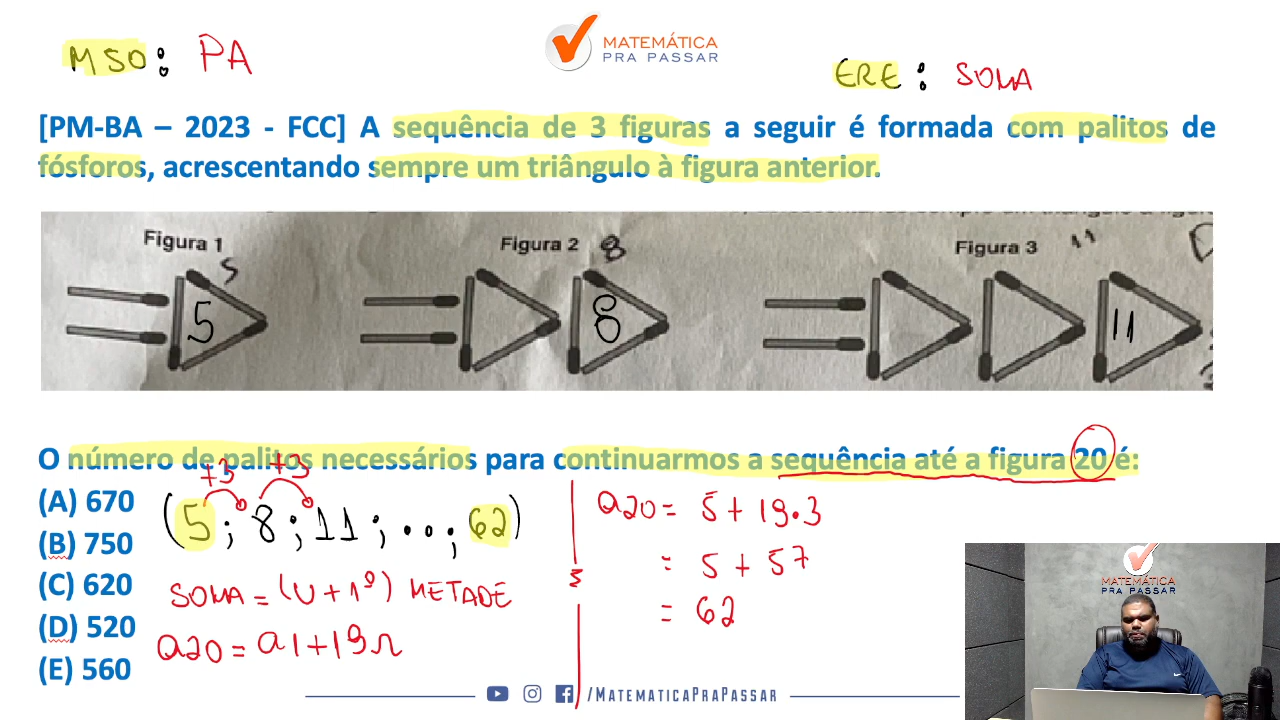 MSO: PA
MATEMÁTICA
PRA PASSAR
ERE: SOMA
[PM-BA – 2023 - FCC] A sequência de 3 figuras a seguir é formada com palitos de
fósforos, acrescentando sempre um triângulo à figura anterior.
Figura 1
5
5
Figura 2
8
8
Figura 3
11
11
O número de palitos necessários para continuarmos a sequência até a figura 20 é:
(A) 670
(B) 750
(C) 620
(D) 520
(E) 560
+3 +3
(5; 8; 11; ...; 62)
SOMA = (U + 1º) METADE
a20 = a1 + 19r
a20 = 5 + 19.3
= 5 + 57
= 62
MATEMÁTICA
PRA PASSAR
/MATEMATICAPRAPASSAR